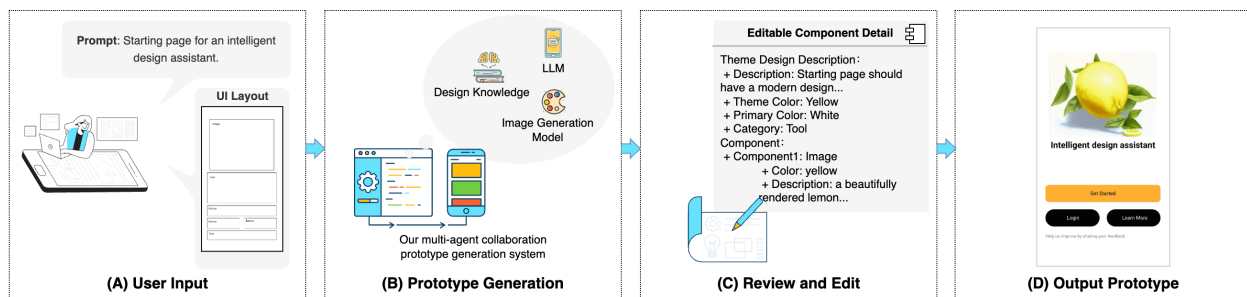 Prompt: Starting page for an intelligent
design assistant.
UI Layout
Image
Text
Button
Button
Button
Text
(A) User Input
Design Knowledge
LLM
Image Generation
Model
Our multi-agent collaboration
prototype generation system
(B) Prototype Generation
Editable Component Detail
Theme Design Description:
+ Description: Starting page should
have a modern design...
+ Theme Color: Yellow
+ Primary Color: White
+ Category: Tool
Component:
+ Component1: Image
+ Color: yellow
+ Description: a beautifully
rendered lemon...
(C) Review and Edit
Intelligent design assistant
Get Started
Login
Learn More
Help us improve by sharing your feedback.
(D) Output Prototype